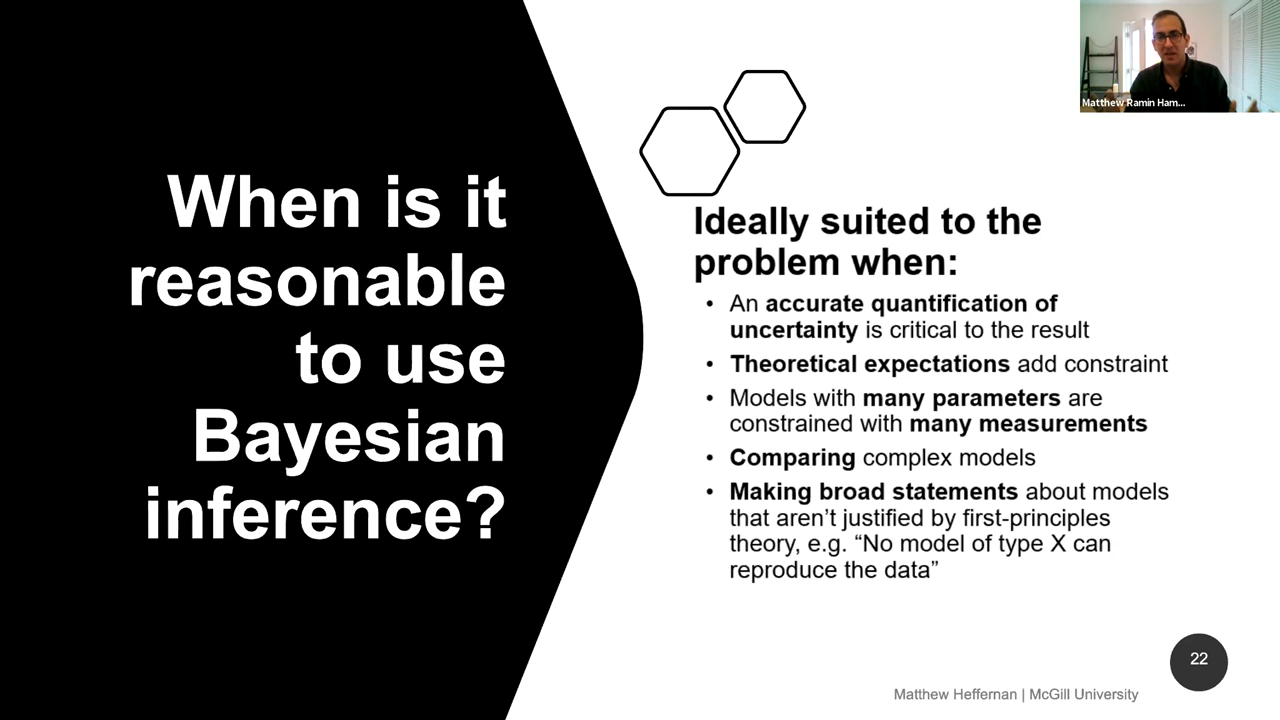 When is it
reasonable
to use
Bayesian
inference?
Ideally suited to the
problem when:
• An accurate quantification of
uncertainty is critical to the result
• Theoretical expectations add constraint
• Models with many parameters are
constrained with many measurements
• Comparing complex models
• Making broad statements about models
that aren’t justified by first-principles
theory, e.g. “No model of type X can
reproduce the data”
22
Matthew Heffernan | McGill University
Matthew Ramin Ham...